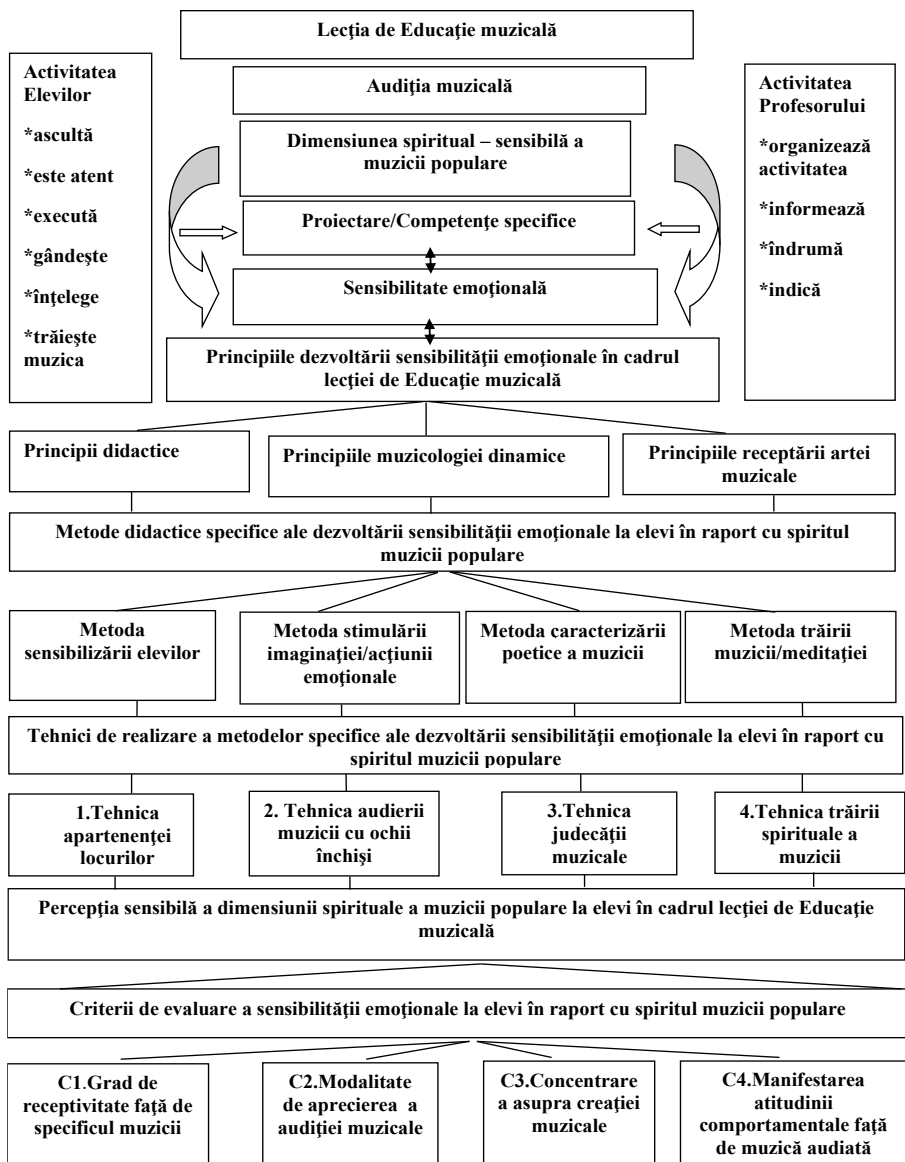 Lecţia de Educaţie muzicală
Activitatea
Elevilor
*ascultă
*este atent
*execută
*gândeşte
*înţelege
*trăieşte
muzica
Audiţia muzicală
Dimensiunea spiritual – sensibilă a
muzicii populare
Proiectare/Competenţe specifice
Sensibilitate emoţională
Activitatea
Profesorului
*organizează
activitatea
*informează
*îndrumă
*indică
Principiile dezvoltării sensibilităţii emoţionale în cadrul
lecţiei de Educaţie muzicală
Principii didactice
Principiile muzicologiei dinamice
Principiile receptării artei
muzicale
Metode didactice specifice ale dezvoltării sensibilităţii emoţionale la elevi în raport cu spiritul
muzicii populare
Metoda
sensibilizării elevilor
Metoda stimulării
imaginaţiei/acţiunii
emoţionale
Metoda caracterizării
poetice a muzicii
Metoda trăirii
muzicii/meditaţiei
Tehnici de realizare a metodelor specifice ale dezvoltării sensibilităţii emoţionale la elevi în raport cu
spiritul muzicii populare
1.Tehnica
apartenenţei
locurilor
2. Tehnica audierii
muzicii cu ochii
închişi
3.Tehnica
judecăţii
muzicale
4.Tehnica trăirii
spirituale a
muzicii
Percepţia sensibilă a dimensiunii spirituale a muzicii populare la elevi în cadrul lecţiei de Educaţie
muzicală
Criterii de evaluare a sensibilităţii emoţionale la elevi în raport cu spiritul muzicii populare
C1.Grad de
receptivitate faţă de
specificul muzicii
C2.Modalitate
de aprecierea a
audiţiei muzicale
C3.Concentrare
a asupra creaţiei
muzicale
C4.Manifestarea
atitudinii
comportamentale faţă
de muzică audiată